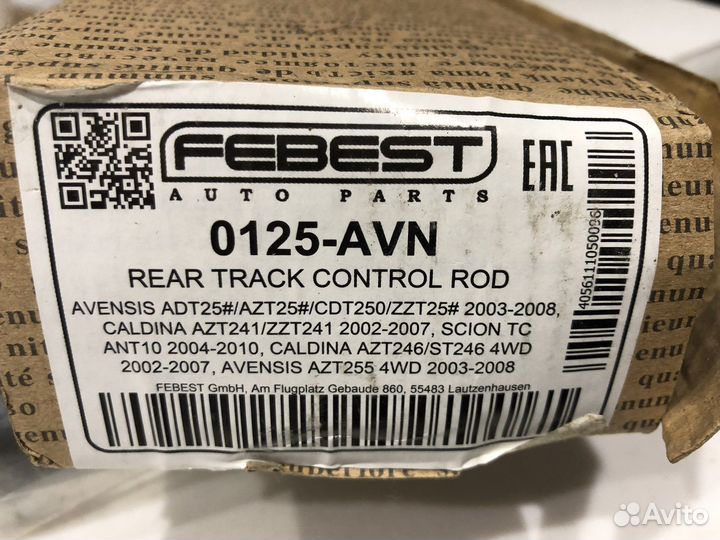 FEBEST
AUTO PARTS
EAC
0125-AVN
REAR TRACK CONTROL ROD
AVENSIS ADT25#/AZT25#/CDT250/ZZT25# 2003-2008,
CALDINA AZT241/ZZT241 2002-2007, SCION TC
ANT10 2004-2010, CALDINA AZT246/ST246 4WD
2002-2007, AVENSIS AZT255 4WD 2003-2008
FEBEST GmbH, Am Flugplatz Gebaude 860, 55483 Lautzenhausen
4056111050096
Avito